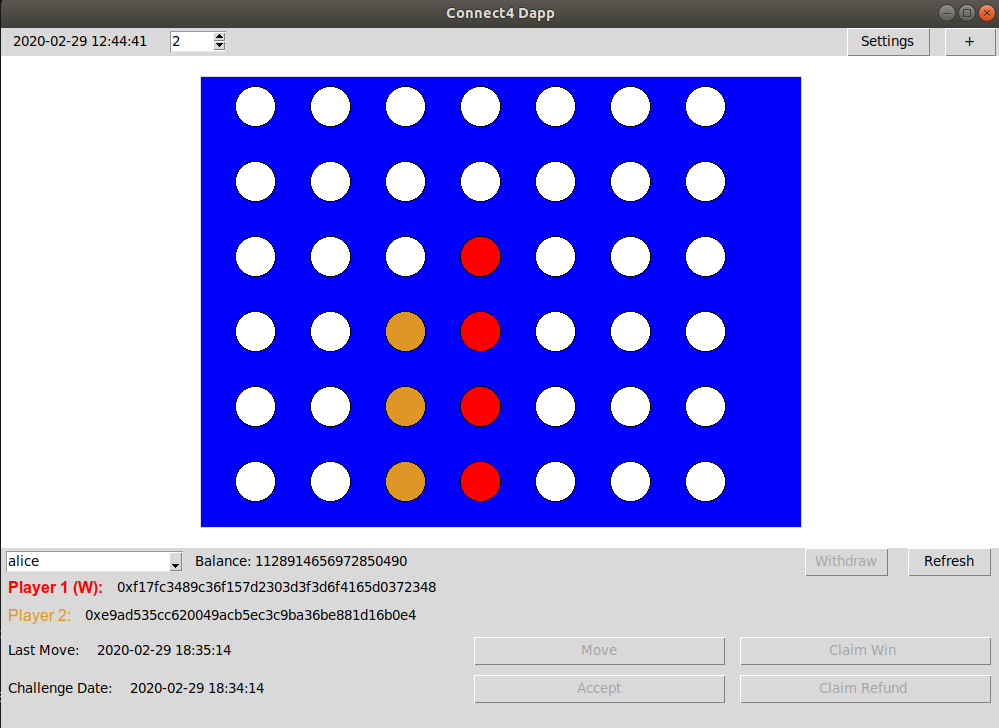 Connect4 Dapp
2020-02-29 12:44:41 2 Settings +
alice Balance: 1128914656972850490 Withdraw Refresh
Player 1 (W): 0xf17fc3489c36f157d2303d3f3d6f4165d0372348
Player 2: 0xe9ad535cc620049acb5ec3c9ba36be881d16b0e4
Last Move: 2020-02-29 18:35:14 Move Claim Win
Challenge Date: 2020-02-29 18:34:14 Accept Claim Refund